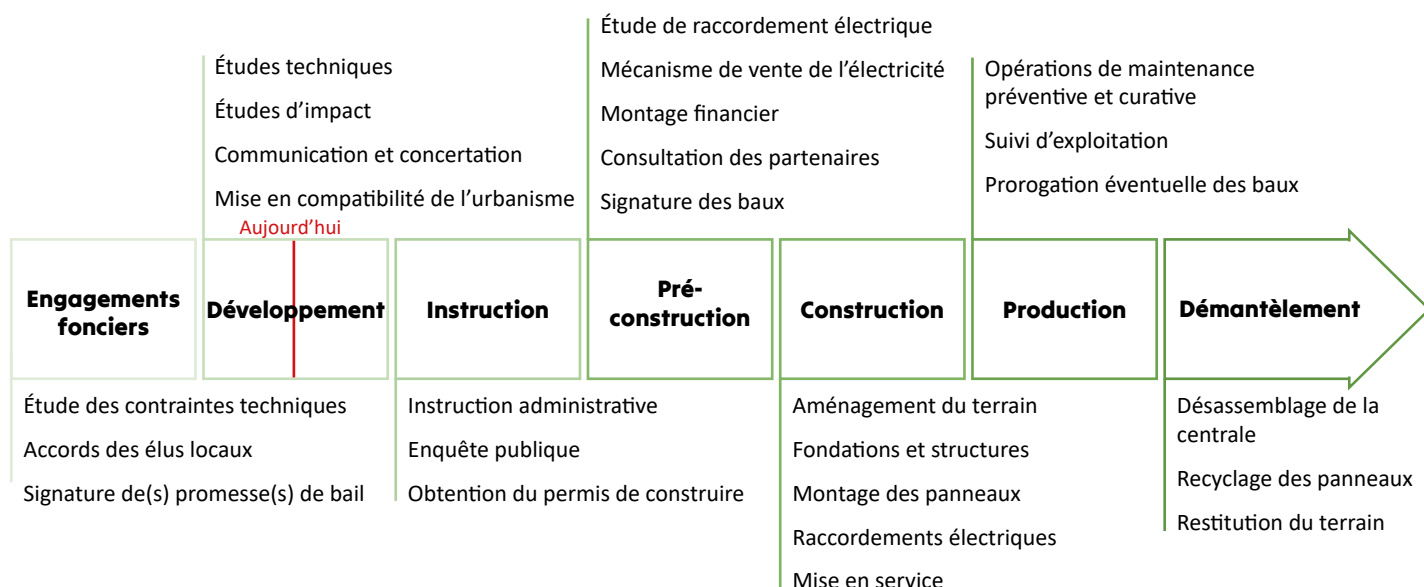 Étude de raccordement électrique
Mécanisme de vente de l’électricité
Montage financier
Consultation des partenaires
Signature des baux
Études techniques
Études d’impact
Communication et concertation
Mise en compatibilité de l’urbanisme
Opérations de maintenance
préventive et curative
Suivi d’exploitation
Prorogation éventuelle des baux
Aujourd’hui
Engagements
fonciers
Développement
Instruction
Pré-
construction
Construction
Production
Démantèlement
Étude des contraintes techniques
Accords des élus locaux
Signature de(s) promesse(s) de bail
Instruction administrative
Enquête publique
Obtention du permis de construire
Aménagement du terrain
Fondations et structures
Montage des panneaux
Raccordements électriques
Mise en service
Désassemblage de la
centrale
Recyclage des panneaux
Restitution du terrain